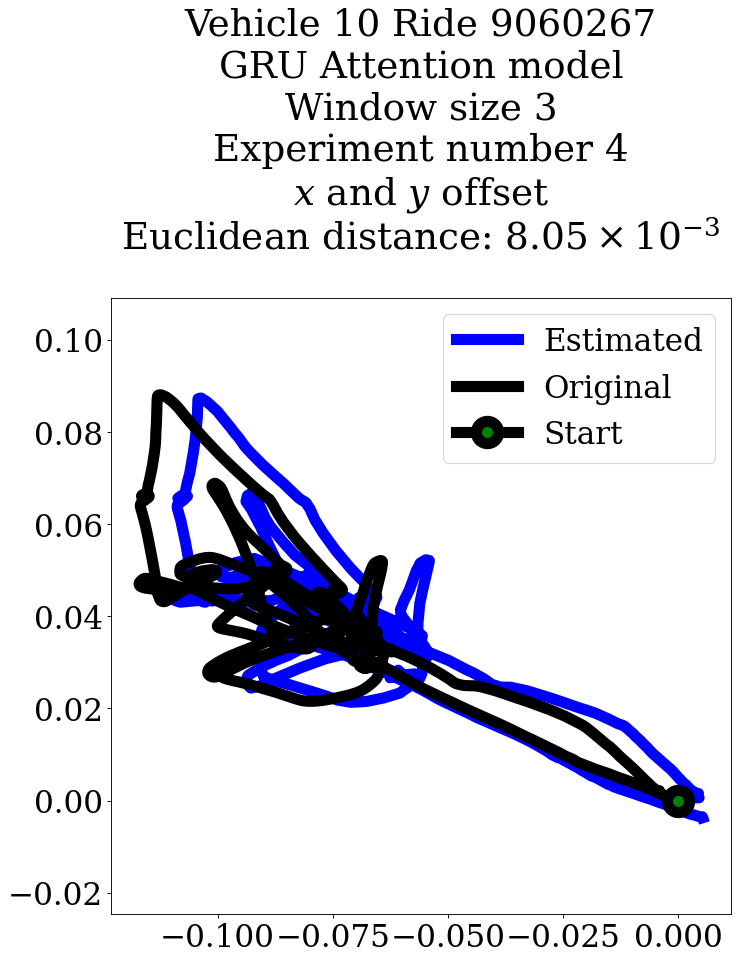 Vehicle 10 Ride 9060267
GRU Attention model
Window size 3
Experiment number 4
x and y offset
Euclidean distance: 8.05 × 10⁻³
Estimated
Original
Start
0.10
0.08
0.06
0.04
0.02
0.00
−0.02
−0.100 −0.075 −0.050 −0.025 0.000